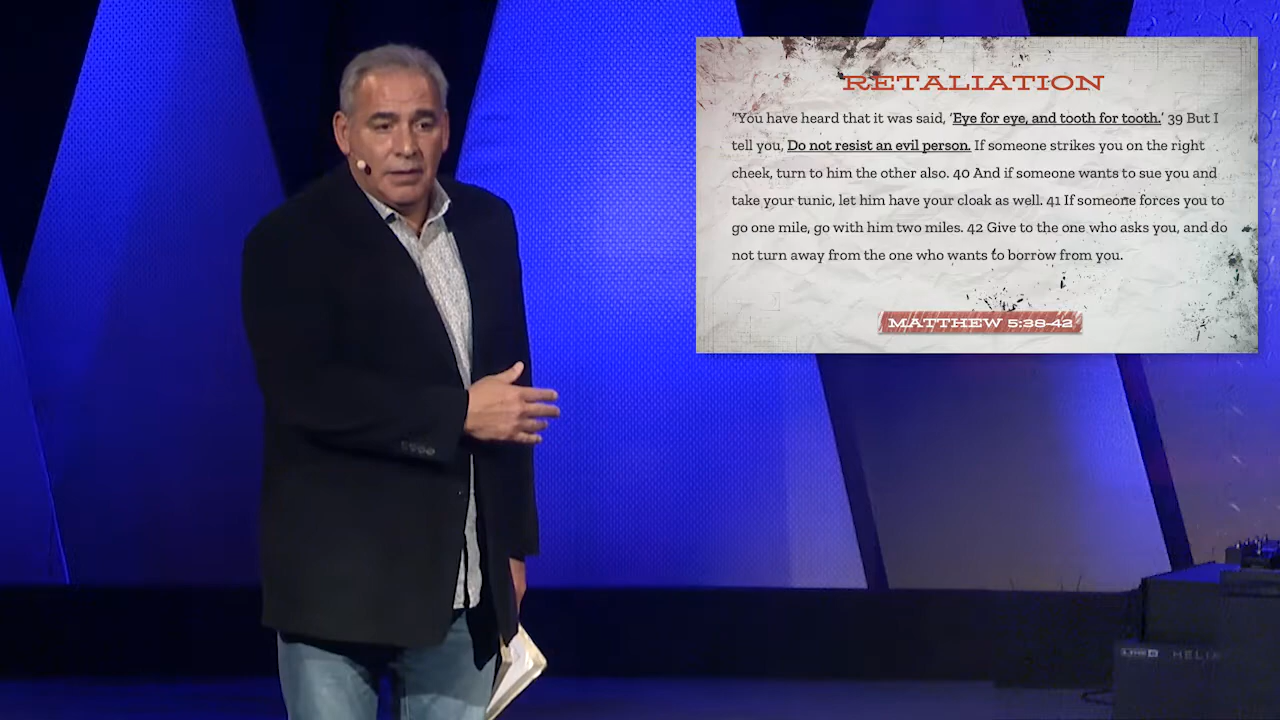 RETALIATION
"You have heard that it was said, 'Eye for eye, and tooth for tooth.' 39 But I
tell you, Do not resist an evil person. If someone strikes you on the right
cheek, turn to him the other also. 40 And if someone wants to sue you and
take your tunic, let him have your cloak as well. 41 If someone forces you to
go one mile, go with him two miles. 42 Give to the one who asks you, and do
not turn away from the one who wants to borrow from you.
MATTHEW 5:38-42
LINE 6 HELIX